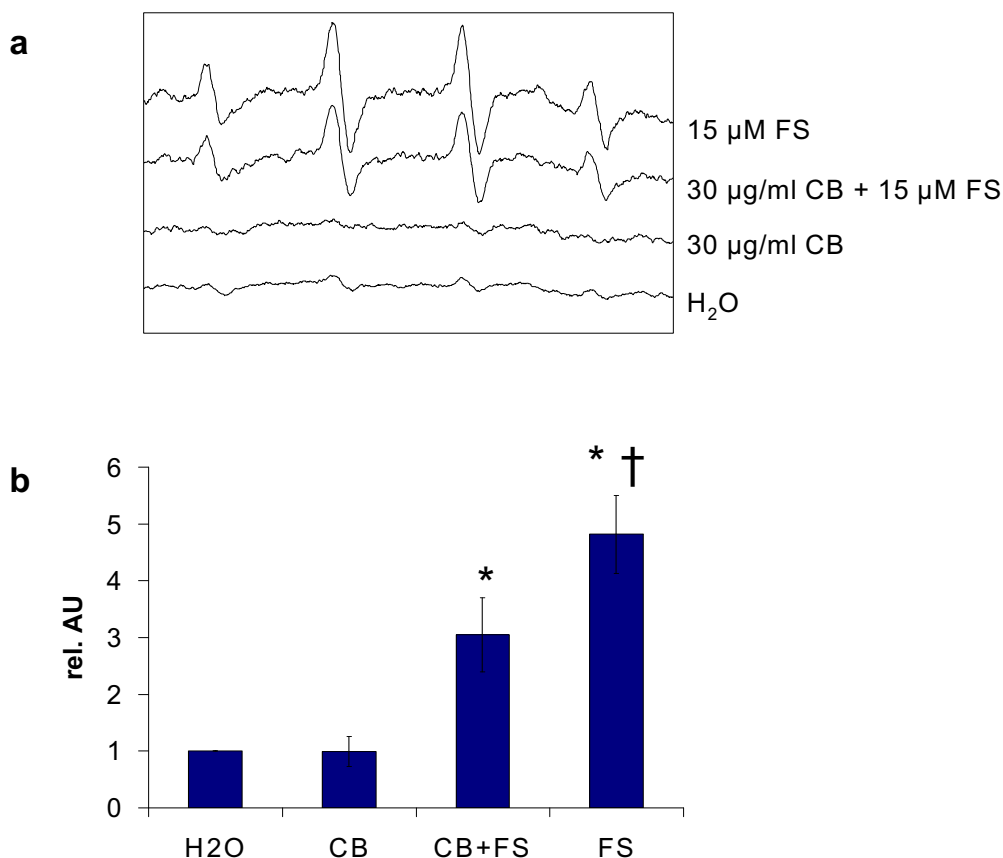 a
15 µM FS
30 µg/ml CB + 15 µM FS
30 µg/ml CB
H₂O
b
* †
*
rel. AU
6
5
4
3
2
1
0
H2O CB CB+FS FS